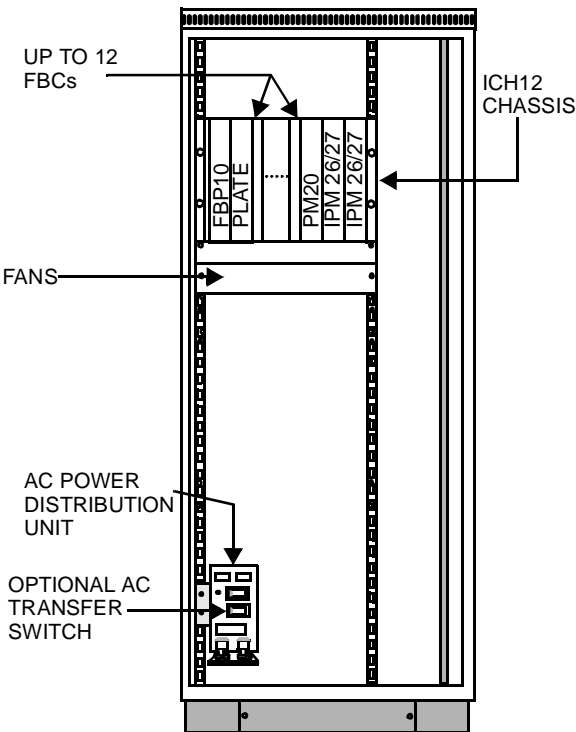 UP TO 12
FBCs
ICH12
CHASSIS
FBP10
PLATE
PM20
IPM 26/27
IPM 26/27
FANS
AC POWER
DISTRIBUTION
UNIT
OPTIONAL AC
TRANSFER
SWITCH